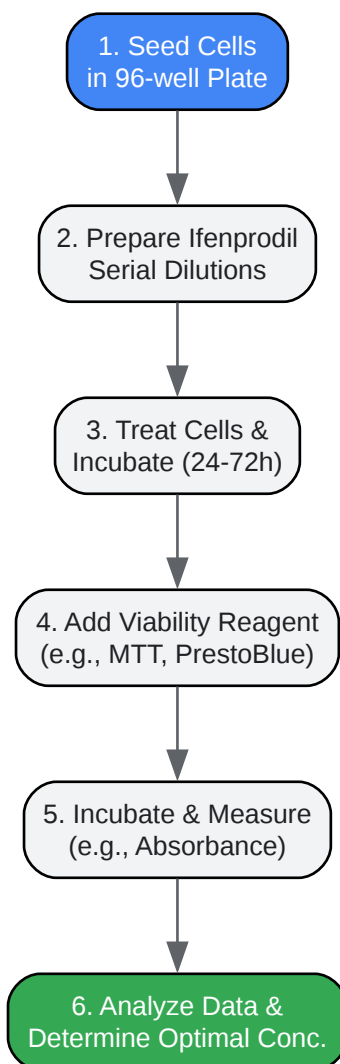 1. Seed Cells
in 96-well Plate
2. Prepare Ifenprodil
Serial Dilutions
3. Treat Cells &
Incubate (24-72h)
4. Add Viability Reagent
(e.g., MTT, PrestoBlue)
5. Incubate & Measure
(e.g., Absorbance)
6. Analyze Data &
Determine Optimal Conc.